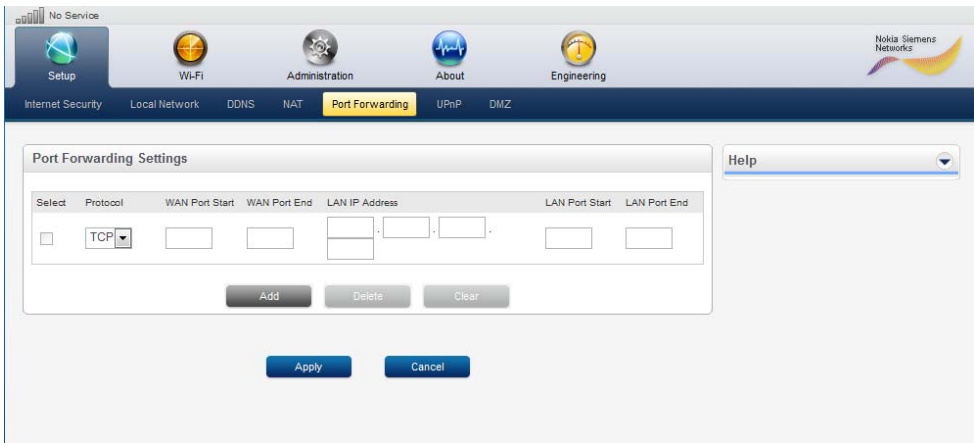 No Service
Nokia Siemens
Networks
Setup
Wi-Fi
Administration
About
Engineering
Internet Security
Local Network
DDNS
NAT
Port Forwarding
UPnP
DMZ
Port Forwarding Settings
Help
Select
Protocol
WAN Port Start
WAN Port End
LAN IP Address
LAN Port Start
LAN Port End
TCP
. . .
Add
Delete
Clear
Apply
Cancel